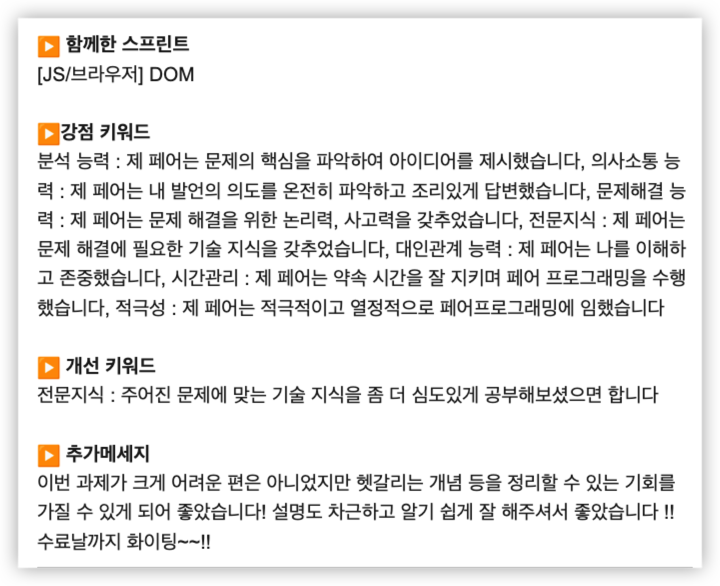 ▶️ 함께한 스프린트
[JS/브라우저] DOM
▶️강점 키워드
분석 능력 : 제 페어는 문제의 핵심을 파악하여 아이디어를 제시했습니다, 의사소통 능
력 : 제 페어는 내 발언의 의도를 온전히 파악하고 조리있게 답변했습니다, 문제해결 능
력 : 제 페어는 문제 해결을 위한 논리력, 사고력을 갖추었습니다, 전문지식 : 제 페어는
문제 해결에 필요한 기술 지식을 갖추었습니다, 대인관계 능력 : 제 페어는 나를 이해하
고 존중했습니다, 시간관리 : 제 페어는 약속 시간을 잘 지키며 페어 프로그래밍을 수행
했습니다, 적극성 : 제 페어는 적극적이고 열정적으로 페어프로그래밍에 임했습니다
▶️ 개선 키워드
전문지식 : 주어진 문제에 맞는 기술 지식을 좀 더 심도있게 공부해보셨으면 합니다
▶️ 추가메세지
이번 과제가 크게 어려운 편은 아니었지만 헷갈리는 개념 등을 정리할 수 있는 기회를
가질 수 있게 되어 좋았습니다! 설명도 차근하고 알기 쉽게 잘 해주셔서 좋았습니다 !!
수료날까지 화이팅~~!!